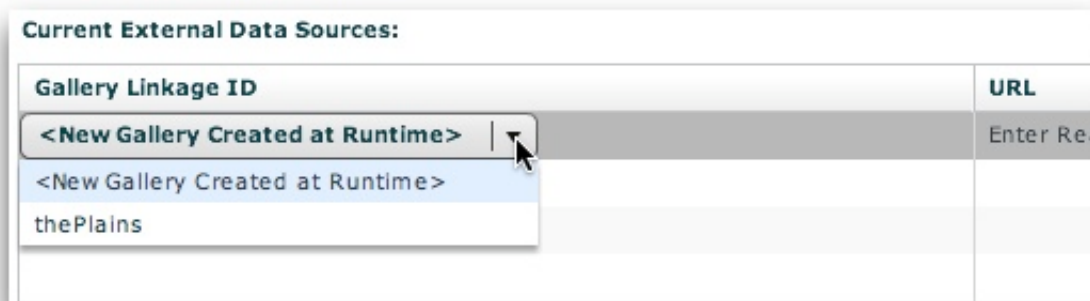 Current External Data Sources:
Gallery Linkage ID URL
<New Gallery Created at Runtime> Enter Re
<New Gallery Created at Runtime>
thePlains